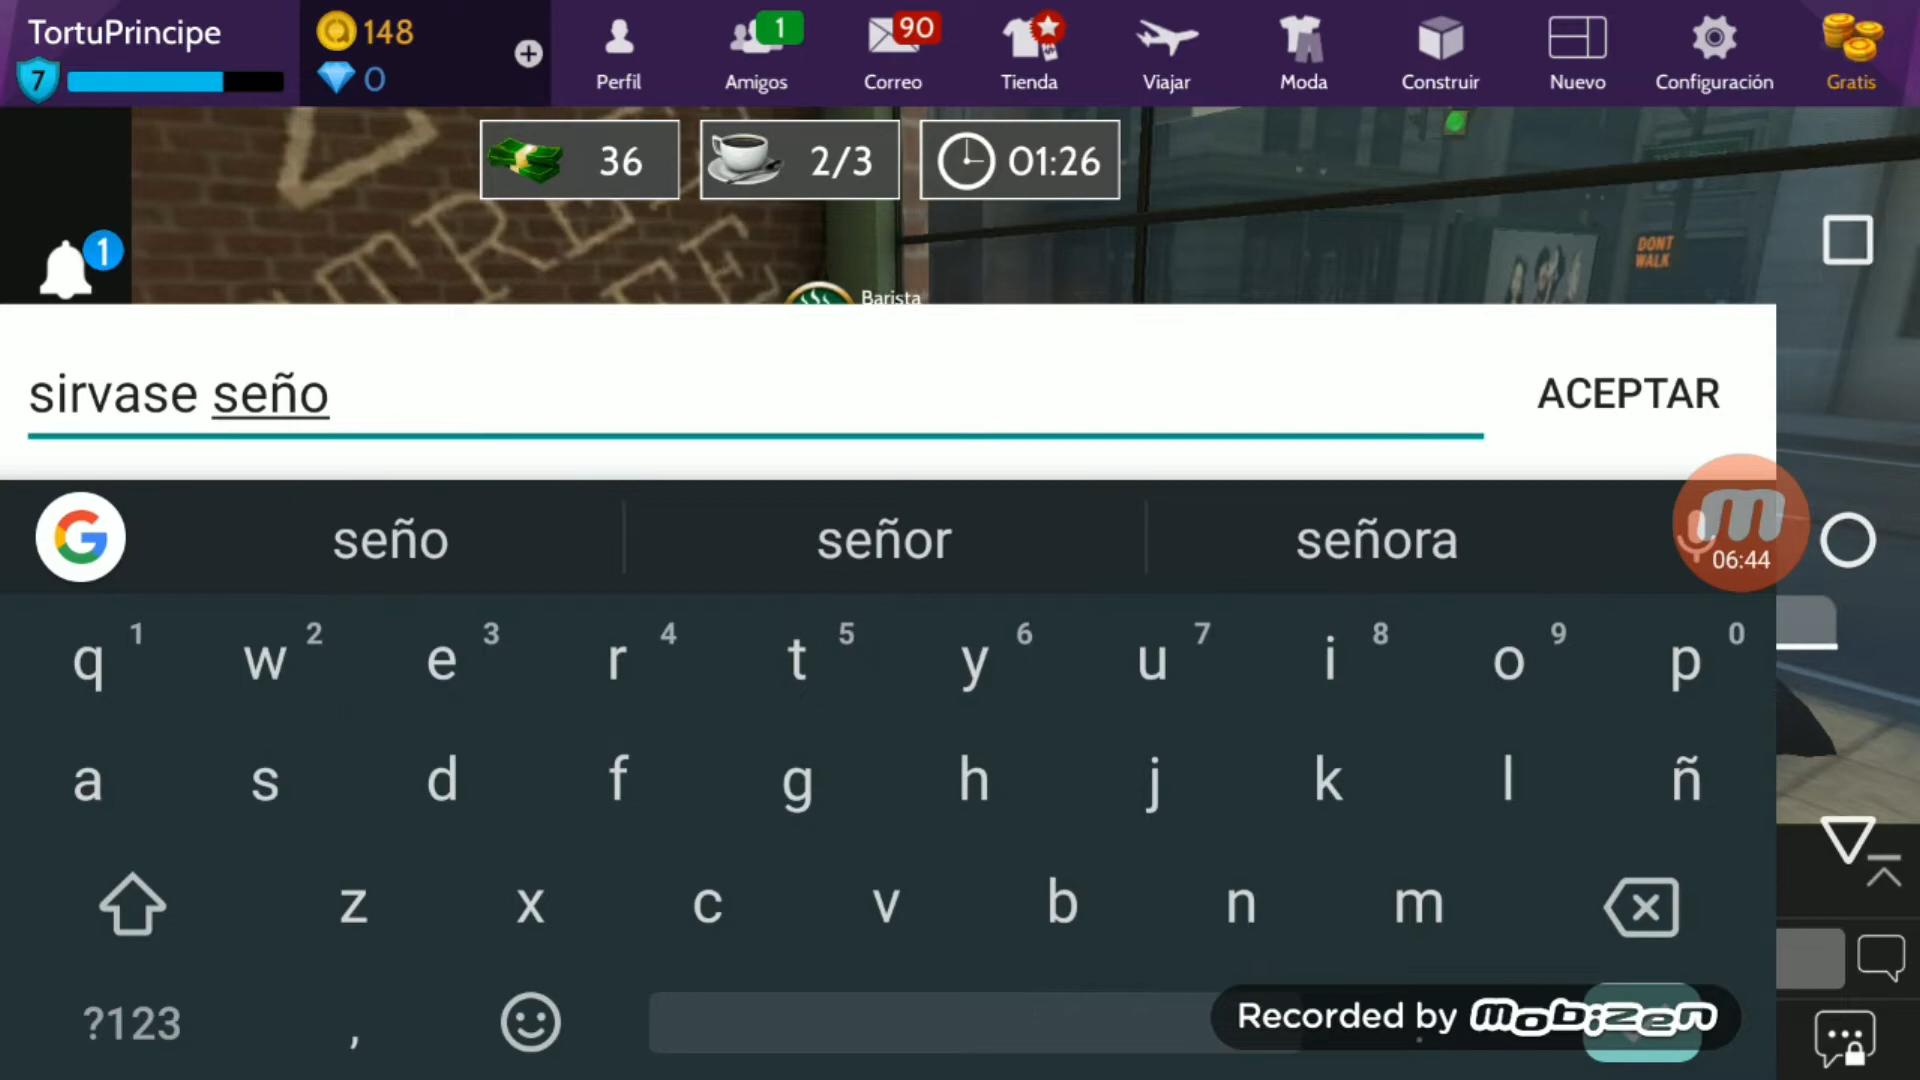 TortuPrincipe
7
148
0
Perfil
1
Amigos
90
Correo
Tienda
Viajar
Moda
Construir
Nuevo
Configuración
Gratis
36
2/3
01:26
1
DONT
WALK
Barista
sirvase seño
ACEPTAR
seño señor señora
06:44
q 1 w 2 e 3 r 4 t 5 y 6 u 7 i 8 o 9 p 0
a s d f g h j k l ñ
z x c v b n m
?123 ,
Recorded by mobizen